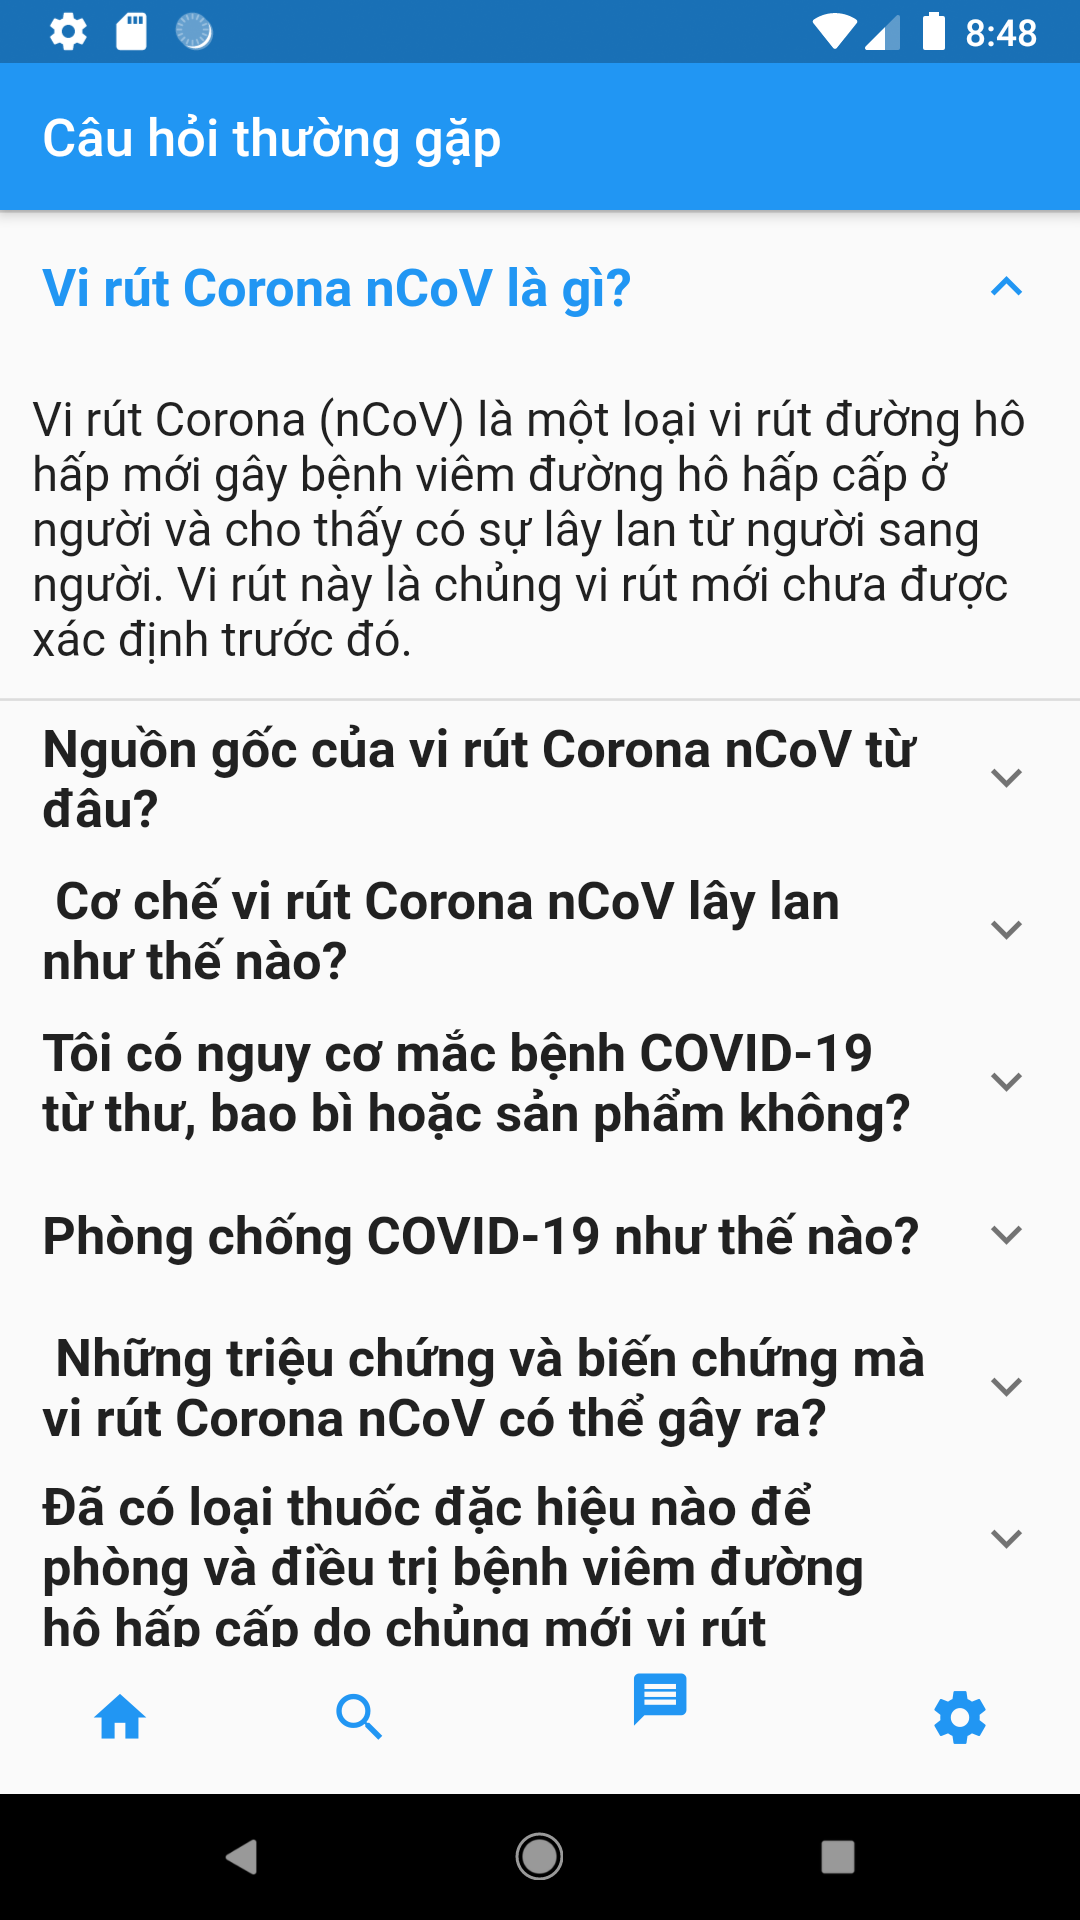 8:48
Câu hỏi thường gặp
Vi rút Corona nCoV là gì?
Vi rút Corona (nCoV) là một loại vi rút đường hô
hấp mới gây bệnh viêm đường hô hấp cấp ở
người và cho thấy có sự lây lan từ người sang
người. Vi rút này là chủng vi rút mới chưa được
xác định trước đó.
Nguồn gốc của vi rút Corona nCoV từ
đâu?
Cơ chế vi rút Corona nCoV lây lan
như thế nào?
Tôi có nguy cơ mắc bệnh COVID-19
từ thư, bao bì hoặc sản phẩm không?
Phòng chống COVID-19 như thế nào?
Những triệu chứng và biến chứng mà
vi rút Corona nCoV có thể gây ra?
Đã có loại thuốc đặc hiệu nào để
phòng và điều trị bệnh viêm đường
hô hấp cấp do chủng mới vi rút